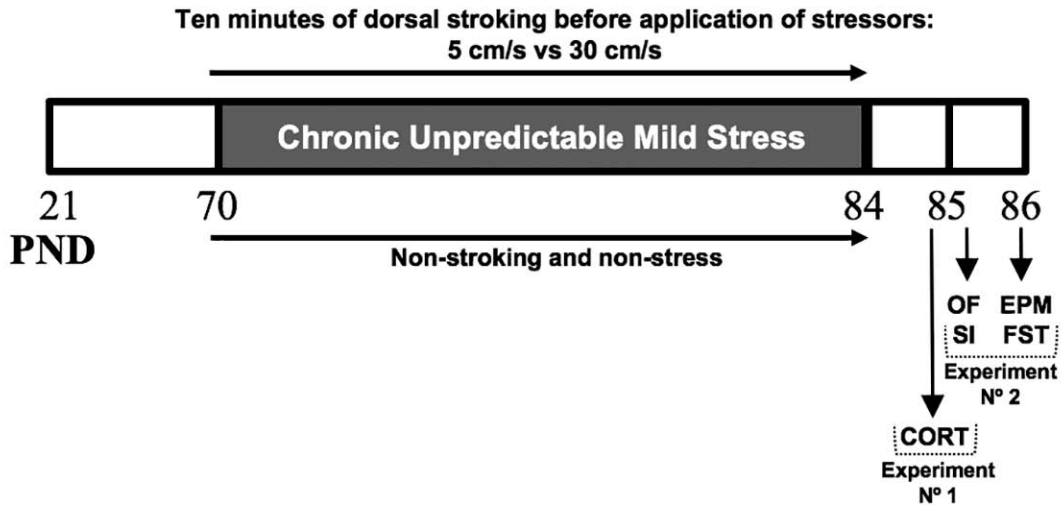 Ten minutes of dorsal stroking before application of stressors:
5 cm/s vs 30 cm/s
Chronic Unpredictable Mild Stress
21 70 84 85 86
PND
Non-stroking and non-stress
OF EPM
SI FST
Experiment
Nº 2
CORT
Experiment
Nº 1